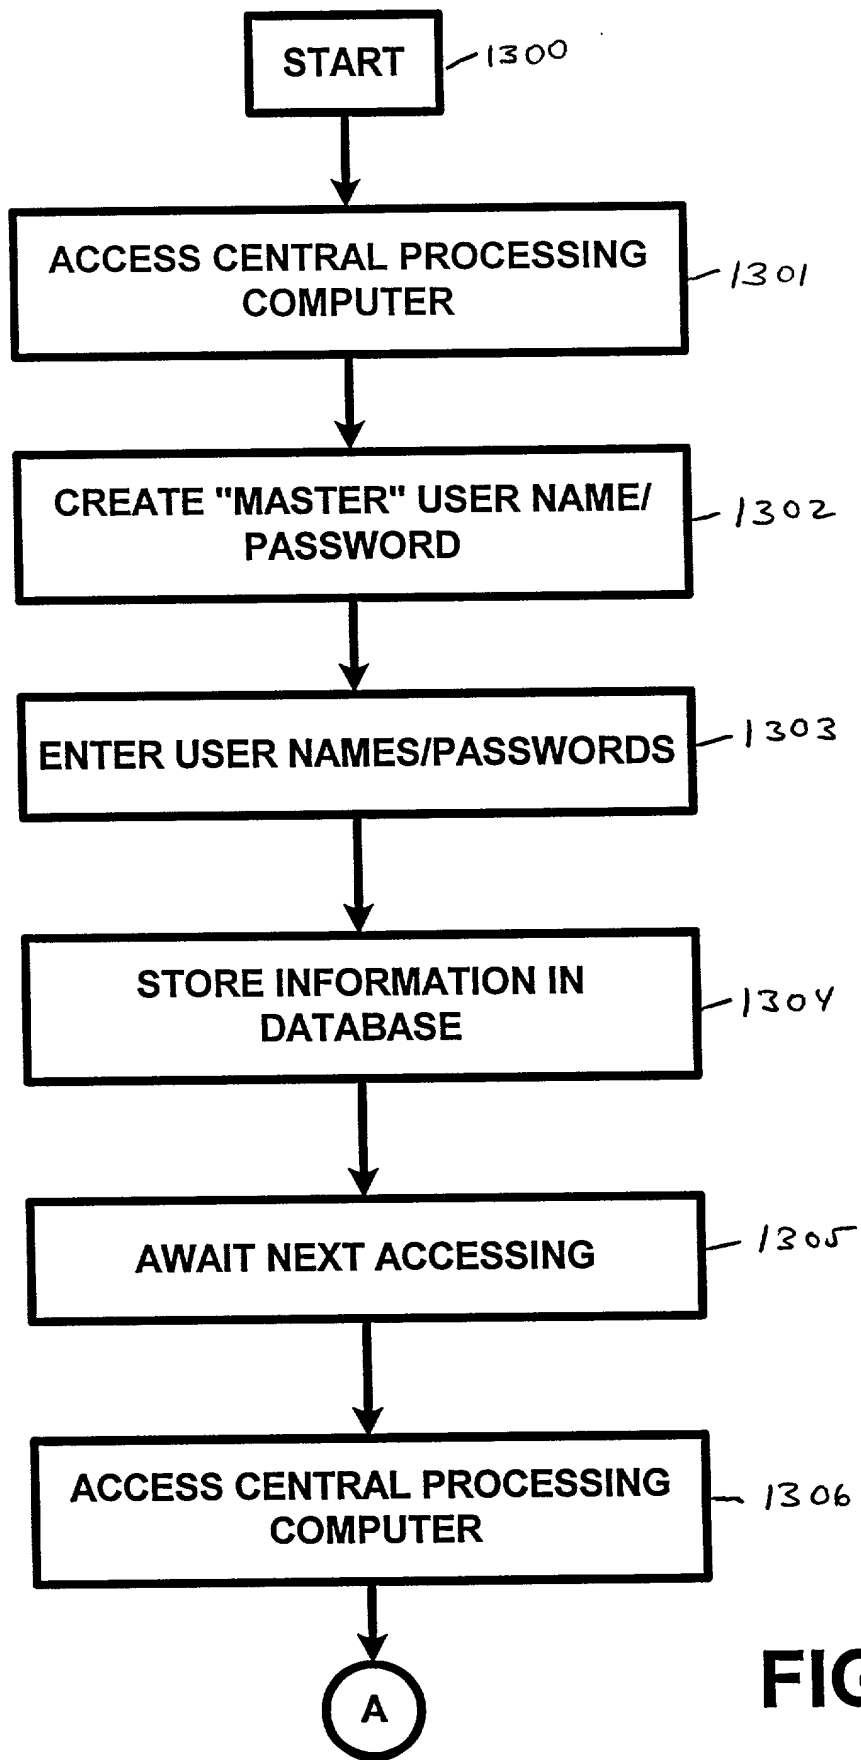 START
1300
ACCESS CENTRAL PROCESSING
COMPUTER
1301
CREATE "MASTER" USER NAME/
PASSWORD
1302
ENTER USER NAMES/PASSWORDS
1303
STORE INFORMATION IN
DATABASE
1304
AWAIT NEXT ACCESSING
1305
ACCESS CENTRAL PROCESSING
COMPUTER
1306
A
FIG